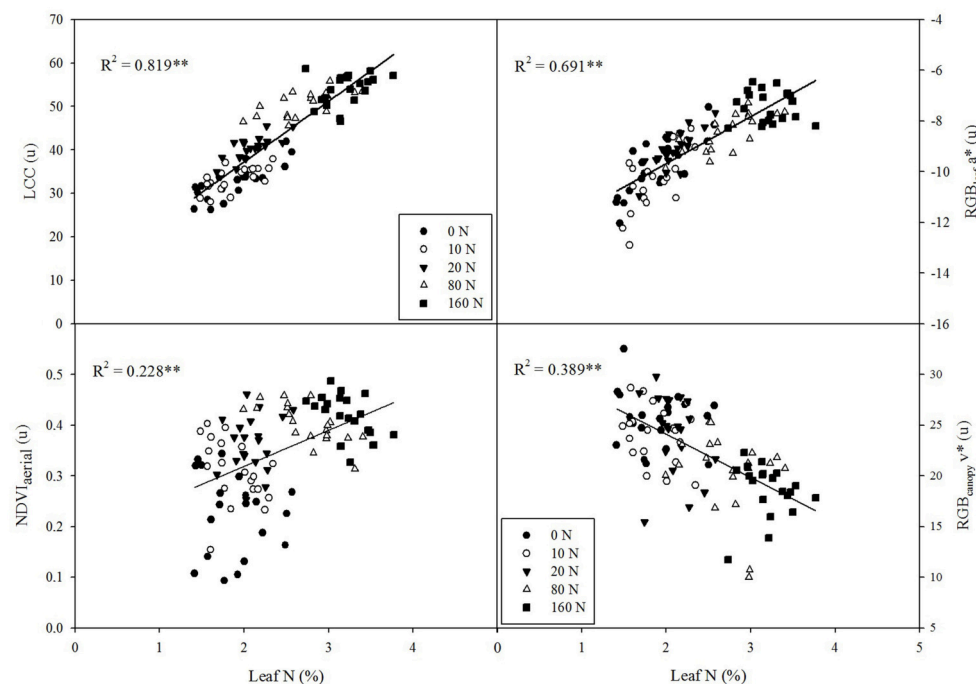 70
60
50
40
30
20
10
0
LCC (u)
R² = 0.819**
0 N
10 N
20 N
80 N
160 N
R² = 0.691**
-4
-6
-8
-10
-12
-14
-16
RGBleaf a* (u)
0.5
0.4
0.3
0.2
0.1
0.0
NDVIaerial (u)
R² = 0.228**
0 1 2 3 4
Leaf N (%)
R² = 0.389**
0 N
10 N
20 N
80 N
160 N
30
25
20
15
10
5
RGBcanopy v* (u)
0 1 2 3 4 5
Leaf N (%)